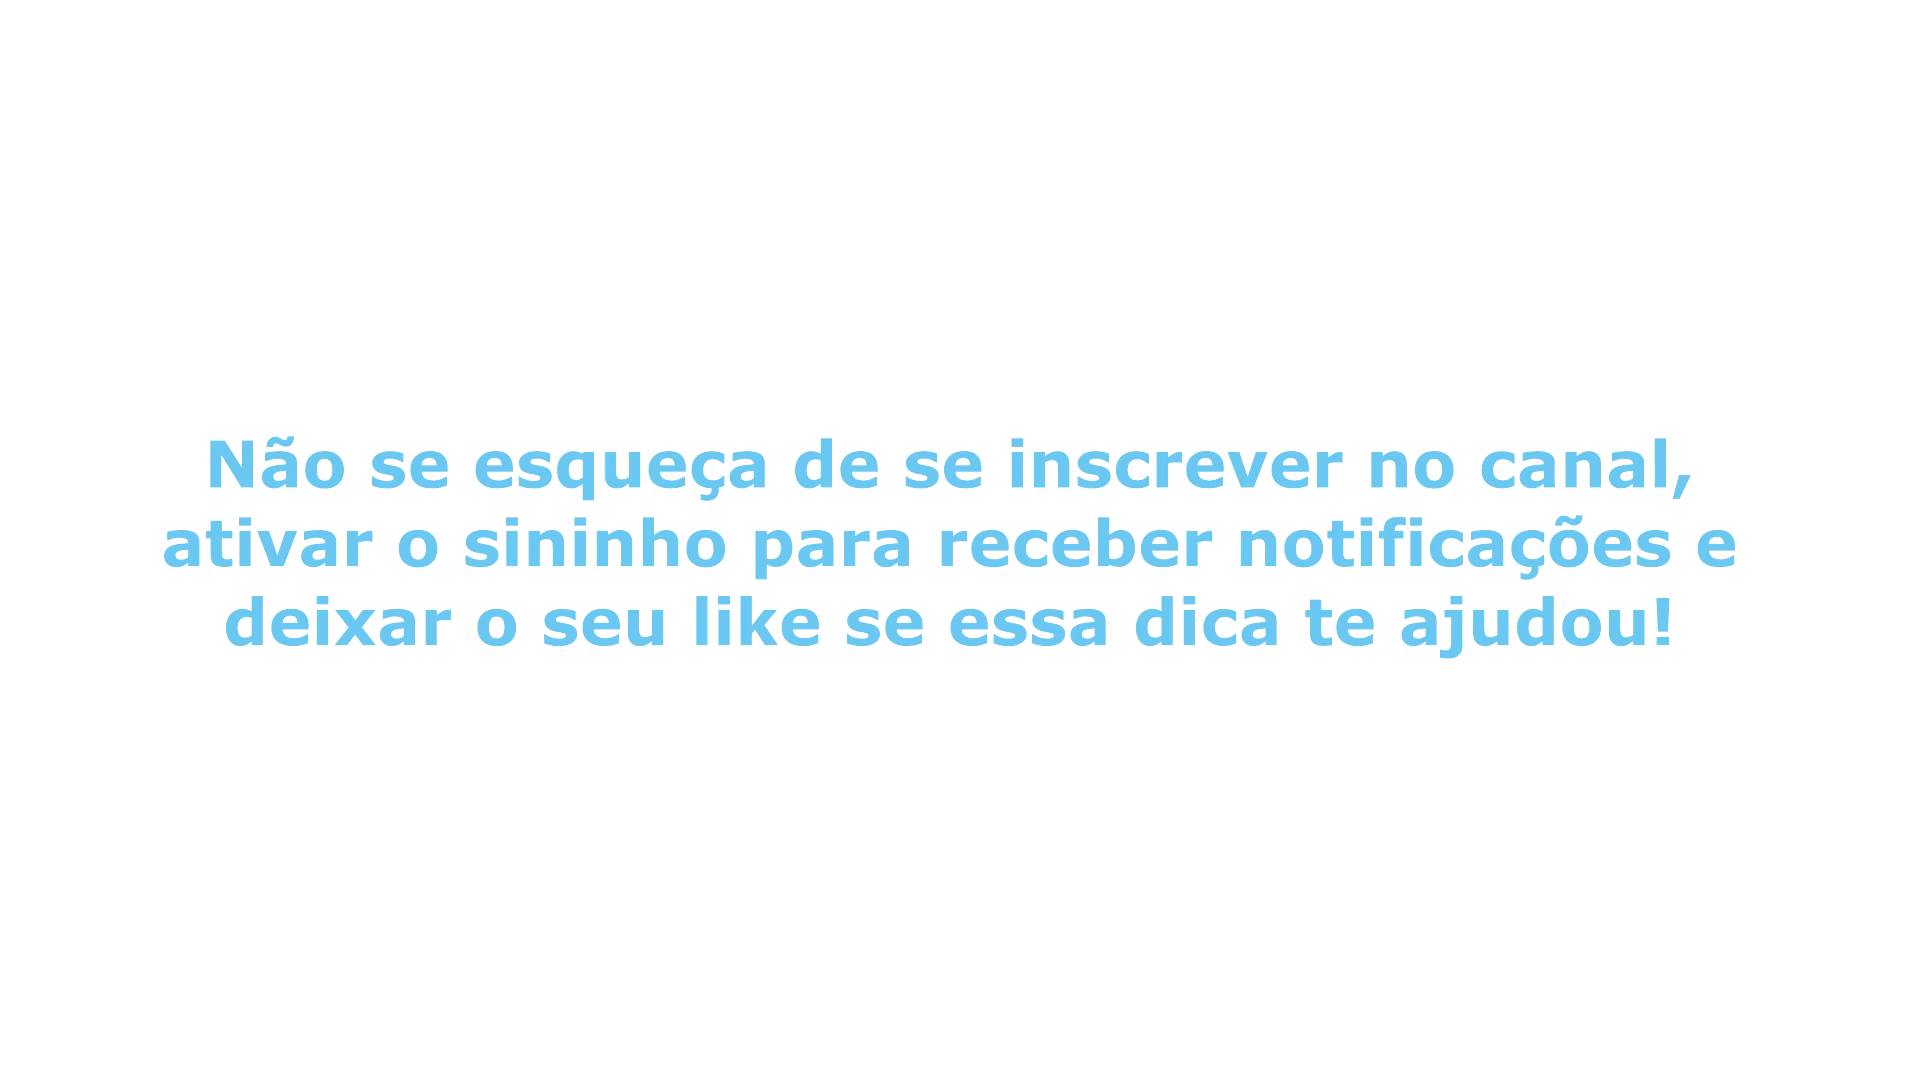 Não se esqueça de se inscrever no canal,
ativar o sininho para receber notificações e
deixar o seu like se essa dica te ajudou!